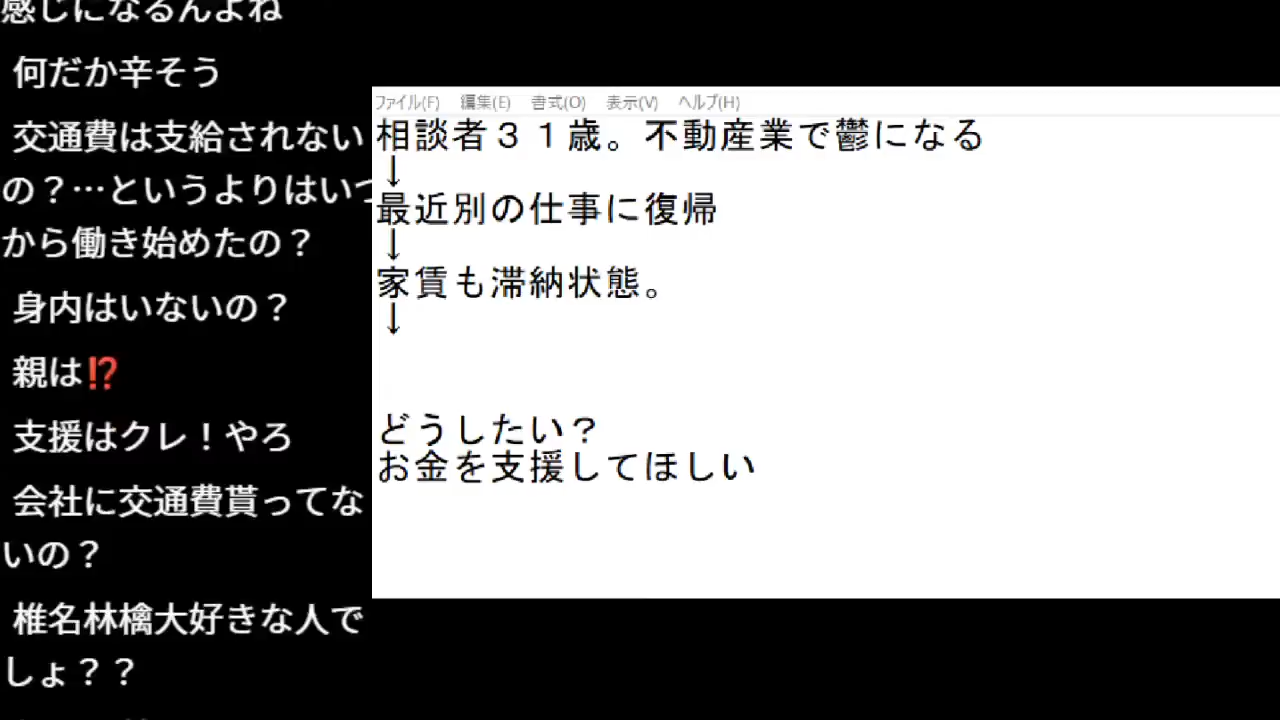 感じになるんよね
何だか辛そう
交通費は支給されない
の？…というよりはいつ
から働き始めたの？
身内はいないの？
親は⁉
支援はクレ！やろ
会社に交通費貰ってな
いの？
椎名林檎大好きな人で
しょ？？
ファイル(F) 編集(E) 書式(O) 表示(V) ヘルプ(H)
相談者３１歳。不動産業で鬱になる
↓
最近別の仕事に復帰
↓
家賃も滞納状態。
↓
どうしたい？
お金を支援してほしい